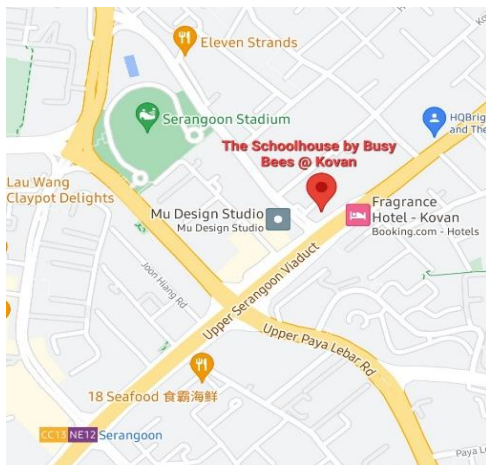 Eleven Strands
Serangoon Stadium
HQBrig
and The
The Schoolhouse by Busy
Bees @ Kovan
Lau Wang
Claypot Delights
Mu Design Studio
Mu Design Studio
Fragrance
Hotel - Kovan
Booking.com - Hotels
Joon Hiang Rd
Upper Serangoon Viaduct
Upper Paya Lebar Rd
18 Seafood 食霸海鮮
CC13 NE12 Serangoon
Paya L